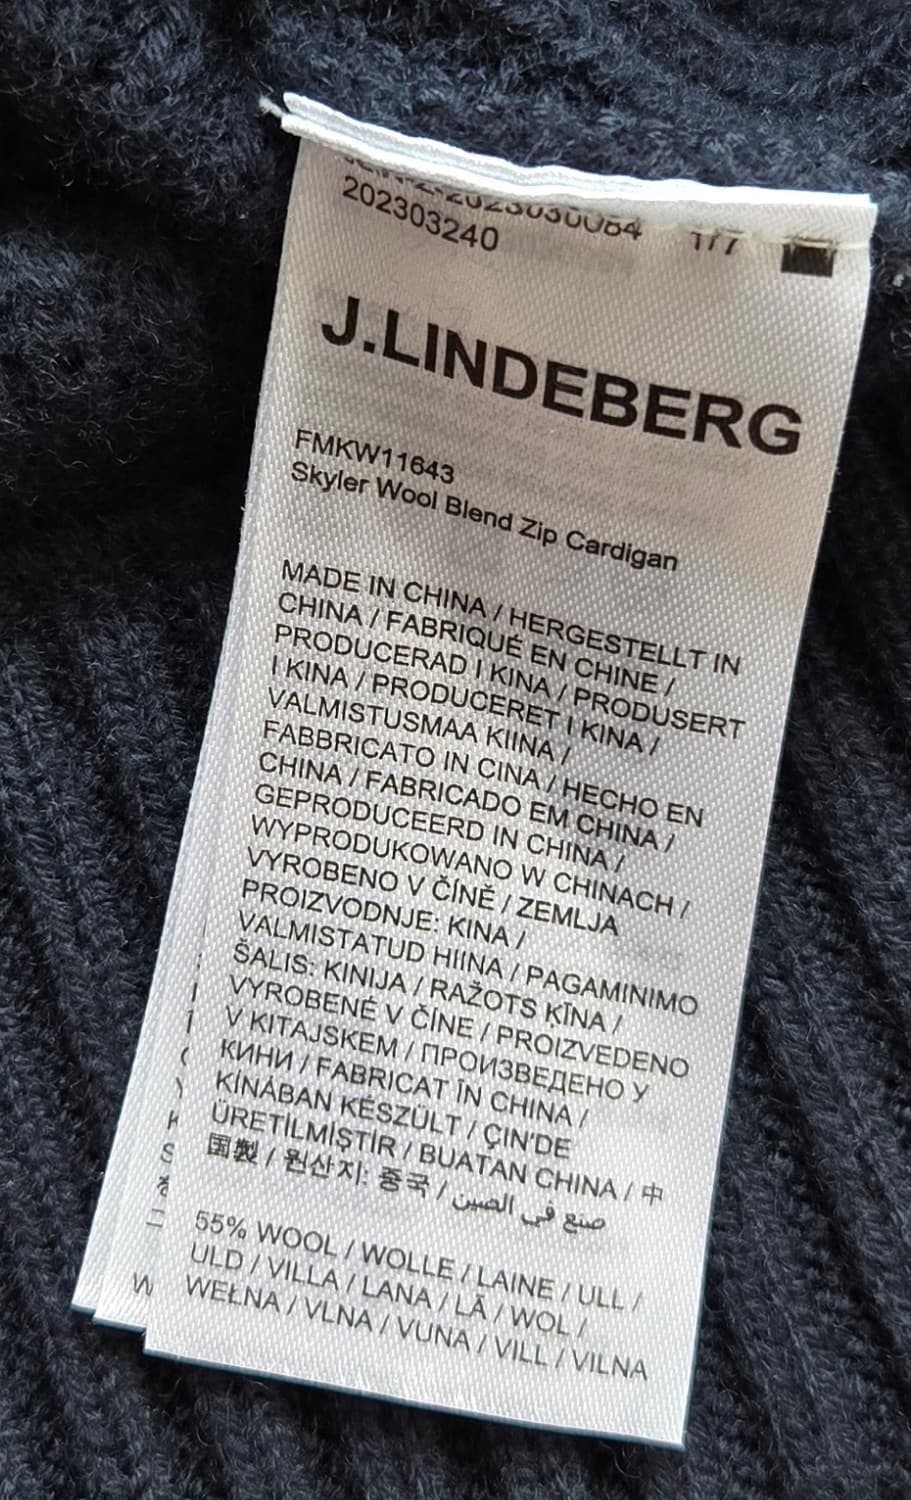 202303240 1/7
J.LINDEBERG
FMKW11643
Skyler Wool Blend Zip Cardigan
MADE IN CHINA / HERGESTELLT IN
CHINA / FABRIQUÉ EN CHINE /
PRODUCERAD I KINA / PRODUSERT
I KINA / PRODUCERET I KINA /
VALMISTUSMAA KIINA /
FABBRICATO IN CINA / HECHO EN
CHINA / FABRICADO EM CHINA /
GEPRODUCEERD IN CHINA /
WYPRODUKOWANO W CHINACH /
VYROBENO V ČÍNĚ / ZEMLJA
PROIZVODNJE: KINA /
VALMISTATUD HIINA / PAGAMINIMO
ŠALIS: KINIJA / RAŽOTS ĶĪNA /
VYROBENÉ V ČÍNE / PROIZVEDENO
V KITAJSKEM / ПРОИЗВЕДЕНО У
КИНИ / FABRICAT ÎN CHINA /
KÍNÁBAN KÉSZÜLT / ÇIN'DE
ÜRETİLMİŞTİR / BUATAN CHINA / 中
国製 / 원산지: 중국 / صنع في الصين
55% WOOL / WOLLE / LAINE / ULL /
ULD / VILLA / LANA / LÃ / WOL /
WEŁNA / VLNA / VUNA / VILL / VILNA